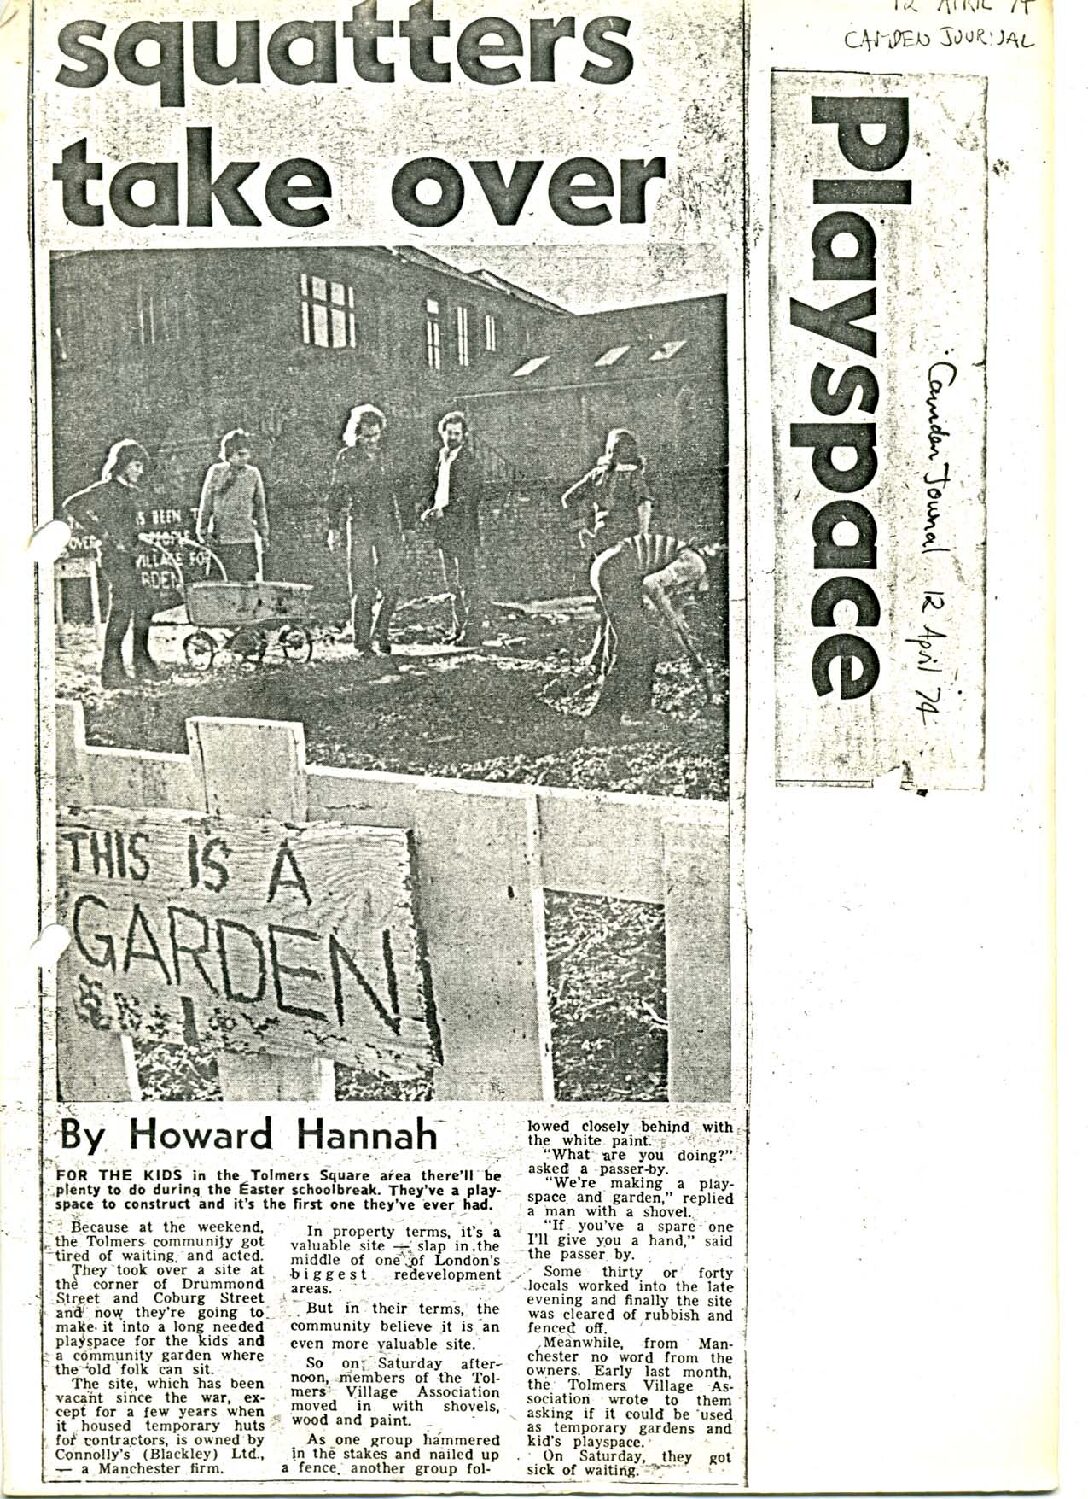 12 APRIL 74
CAMDEN JOURNAL
Playspace
Camden Journal 12 April 74
squatters
take over
S BEEN T
OVER
PEOPLE
VILLAGE FOR
RDEN
THIS IS A
GARDEN!
By Howard Hannah
FOR THE KIDS in the Tolmers Square area there'll be
plenty to do during the Easter schoolbreak. They've a play-
space to construct and it's the first one they've ever had.
Because at the weekend,
the Tolmers community got
tired of waiting and acted.
They took over a site at
the corner of Drummond
Street and Coburg Street
and now they're going to
make it into a long needed
playspace for the kids and
a community garden where
the old folk can sit.
The site, which has been
vacant since the war, ex-
cept for a few years when
it housed temporary huts
for contractors, is owned by
Connolly's (Blackley) Ltd.,
— a Manchester firm.
In property terms, it's a
valuable site — slap in the
middle of one of London's
biggest redevelopment
areas.
But in their terms, the
community believe it is an
even more valuable site.
So on Saturday after-
noon, members of the Tol-
mers Village Association
moved in with shovels,
wood and paint.
As one group hammered
in the stakes and nailed up
a fence another group fol-
lowed closely behind with
the white paint.
"What are you doing?"
asked a passer-by.
"We're making a play-
space and garden," replied
a man with a shovel.
"If you've a spare one
I'll give you a hand," said
the passer by.
Some thirty or forty
locals worked into the late
evening and finally the site
was cleared of rubbish and
fenced off.
Meanwhile, from Man-
chester no word from the
owners. Early last month,
the Tolmers Village As-
sociation wrote to them
asking if it could be used
as temporary gardens and
kid's playspace.
On Saturday, they got
sick of waiting.